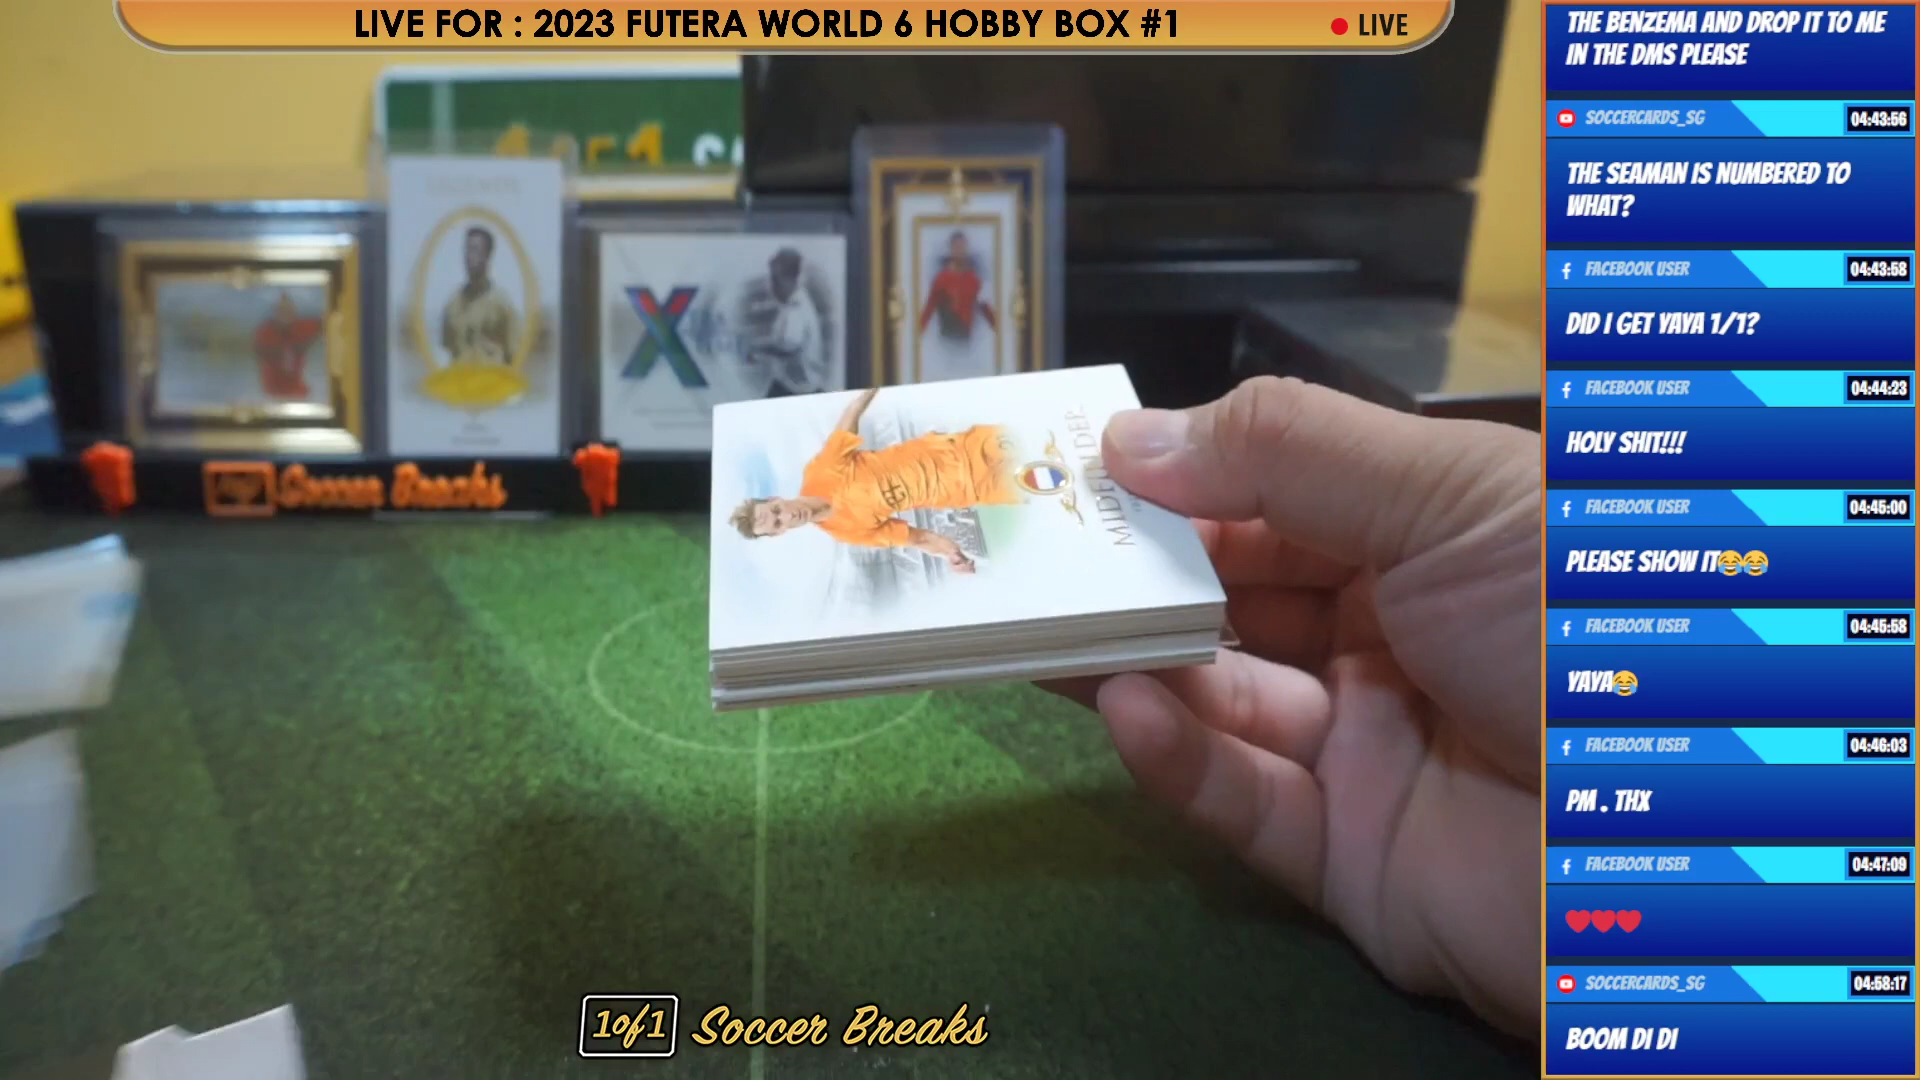 LIVE FOR : 2023 FUTERA WORLD 6 HOBBY BOX #1
LIVE
THE BENZEMA AND DROP IT TO ME
IN THE DMS PLEASE
SOCCERCARDS_SG
04:43:56
THE SEAMAN IS NUMBERED TO
WHAT?
FACEBOOK USER
04:43:58
DID I GET YAYA 1/1?
FACEBOOK USER
04:44:23
HOLY SHIT!!!
FACEBOOK USER
04:45:00
PLEASE SHOW IT😂😂
FACEBOOK USER
04:45:58
YAYA😂
FACEBOOK USER
04:46:03
PM . THX
FACEBOOK USER
04:47:09
❤❤❤
SOCCERCARDS_SG
04:58:17
BOOM DI DI
X
Soccer Breaks
1of1 Soccer Breaks